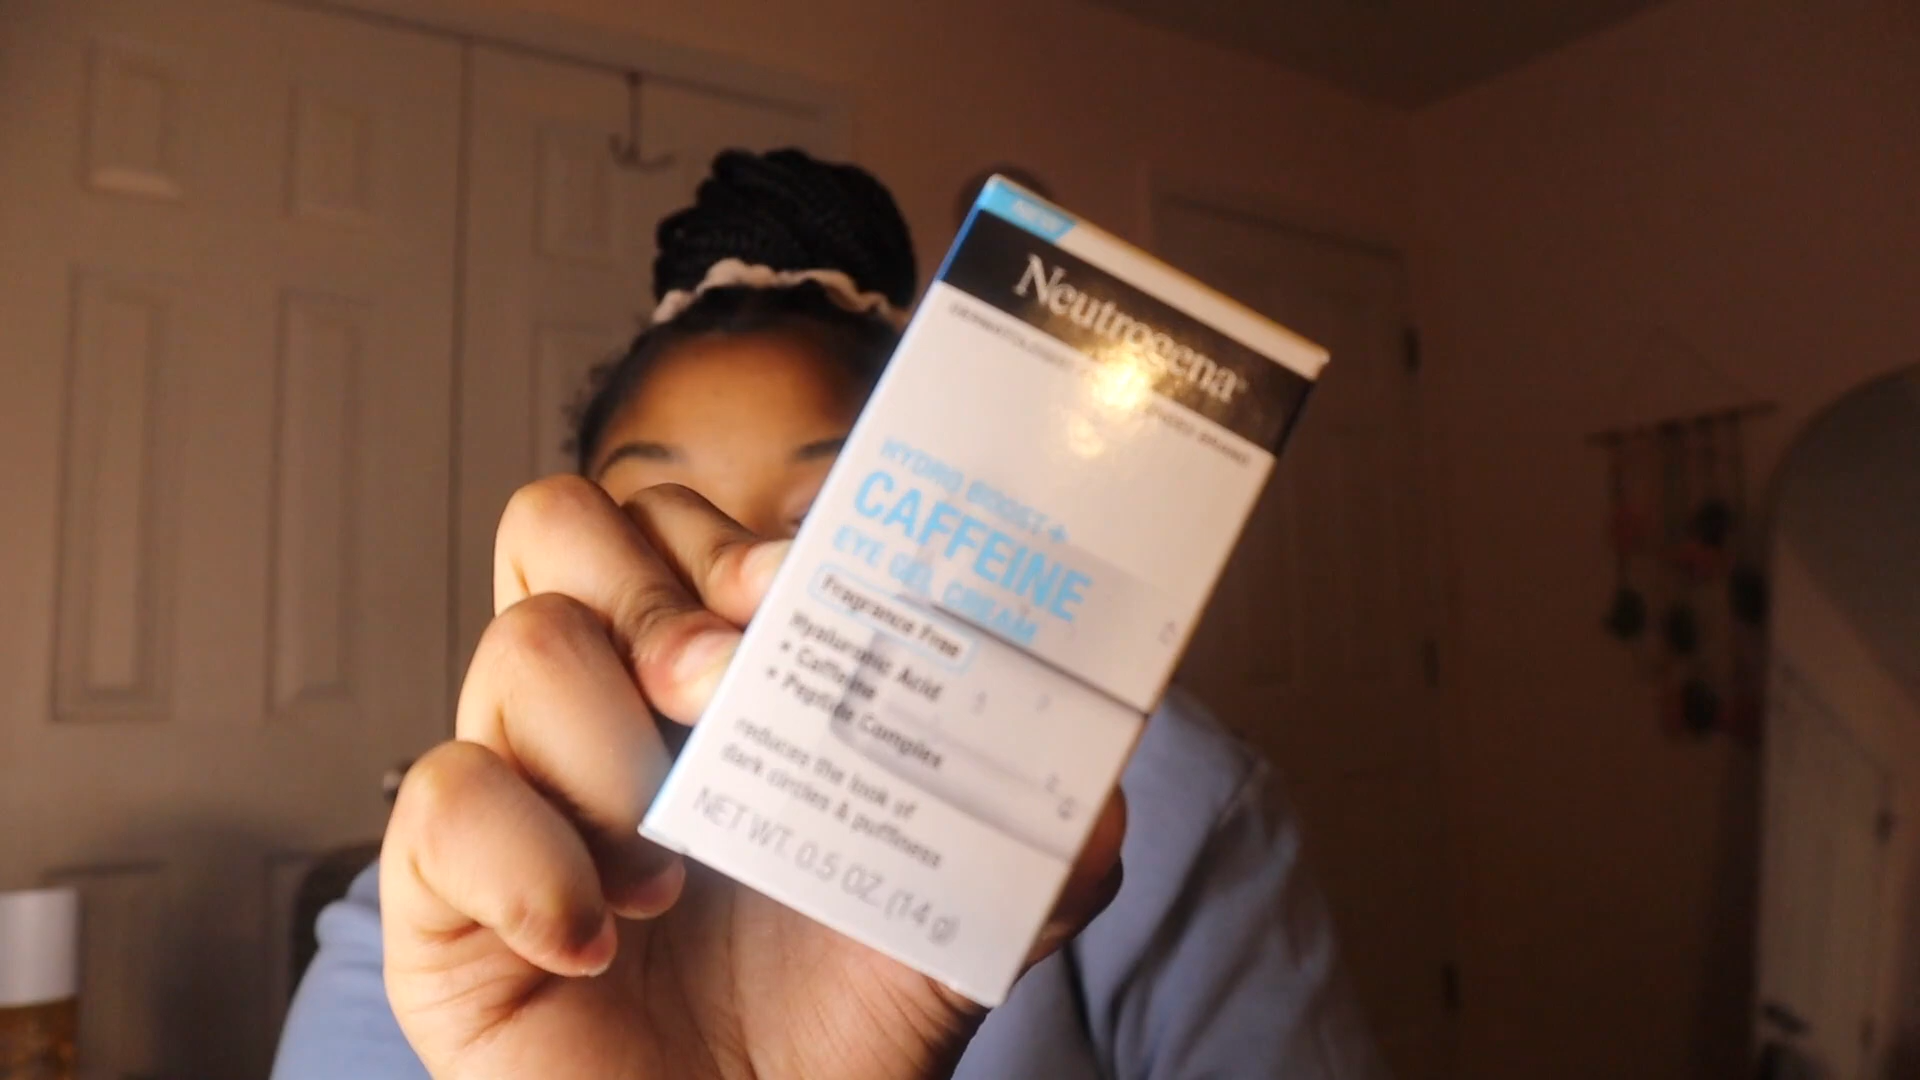 NEW
Neutrogena®
DERMATOLOGIST
HYDRO BOOST+
CAFFEINE
EYE GEL CREAM
Fragrance Free
Hyaluronic Acid
• Caffeine
• Peptide Complex
reduces the look of
dark circles & puffiness
NET WT. 0.5 OZ. (14 g)